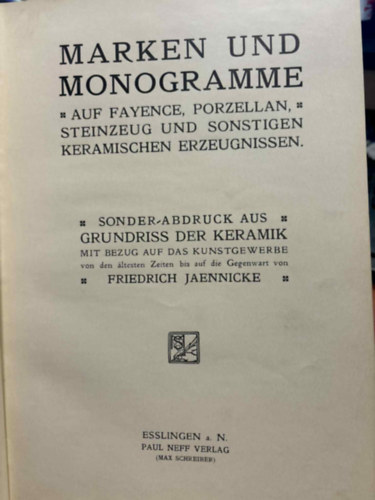 MARKEN UND
MONOGRAMME
AUF FAYENCE, PORZELLAN,
STEINZEUG UND SONSTIGEN
KERAMISCHEN ERZEUGNISSEN.
SONDER-ABDRUCK AUS
GRUNDRISS DER KERAMIK
MIT BEZUG AUF DAS KUNSTGEWERBE
von den ältesten Zeiten bis auf die Gegenwart von
FRIEDRICH JAENNICKE
ESSLINGEN a. N.
PAUL NEFF VERLAG
(MAX SCHREIBER)